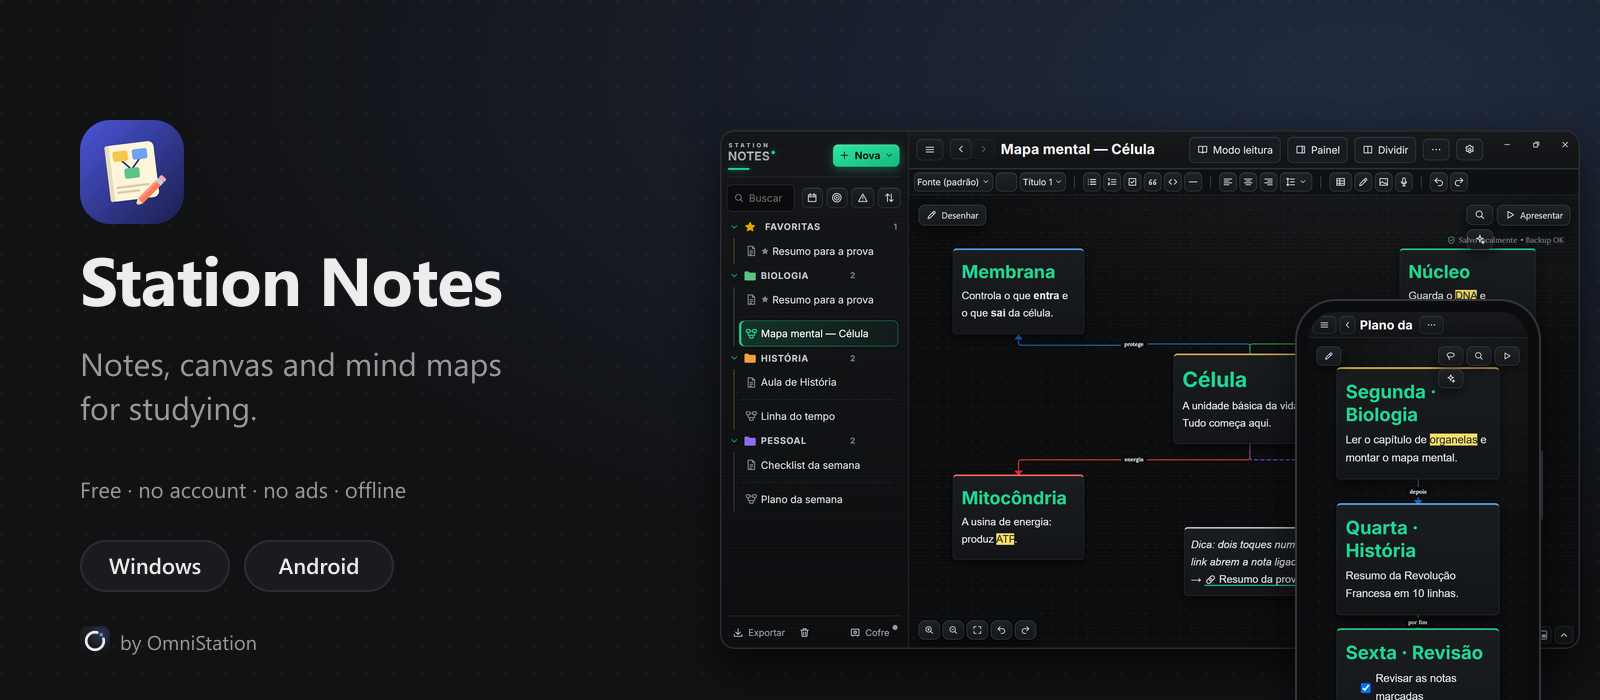 Station Notes
Notes, canvas and mind maps
for studying.
Free · no account · no ads · offline
Windows
Android
by OmniStation
STATION
NOTES
+ Nova
Buscar
FAVORITAS 1
Resumo para a prova
BIOLOGIA 2
Resumo para a prova
Mapa mental — Célula
HISTÓRIA 2
Aula de História
Linha do tempo
PESSOAL 2
Checklist da semana
Plano da semana
Exportar
Cofre
Mapa mental — Célula
Modo leitura
Painel
Dividir
Fonte (padrão)
Título 1
Desenhar
Apresentar
Salvo localmente • Backup OK
Membrana
Controla o que entra e
o que sai da célula.
protege
Núcleo
Guarda o DNA e
Célula
A unidade básica da vida
Tudo começa aqui.
energia
Mitocôndria
A usina de energia:
produz ATP.
Dica: dois toques num
link abrem a nota ligad
→ Resumo da prov
Plano da
Segunda ·
Biologia
Ler o capítulo de organelas e
montar o mapa mental.
depois
Quarta ·
História
Resumo da Revolução
Francesa em 10 linhas.
por fim
Sexta · Revisão
Revisar as notas
marcadas